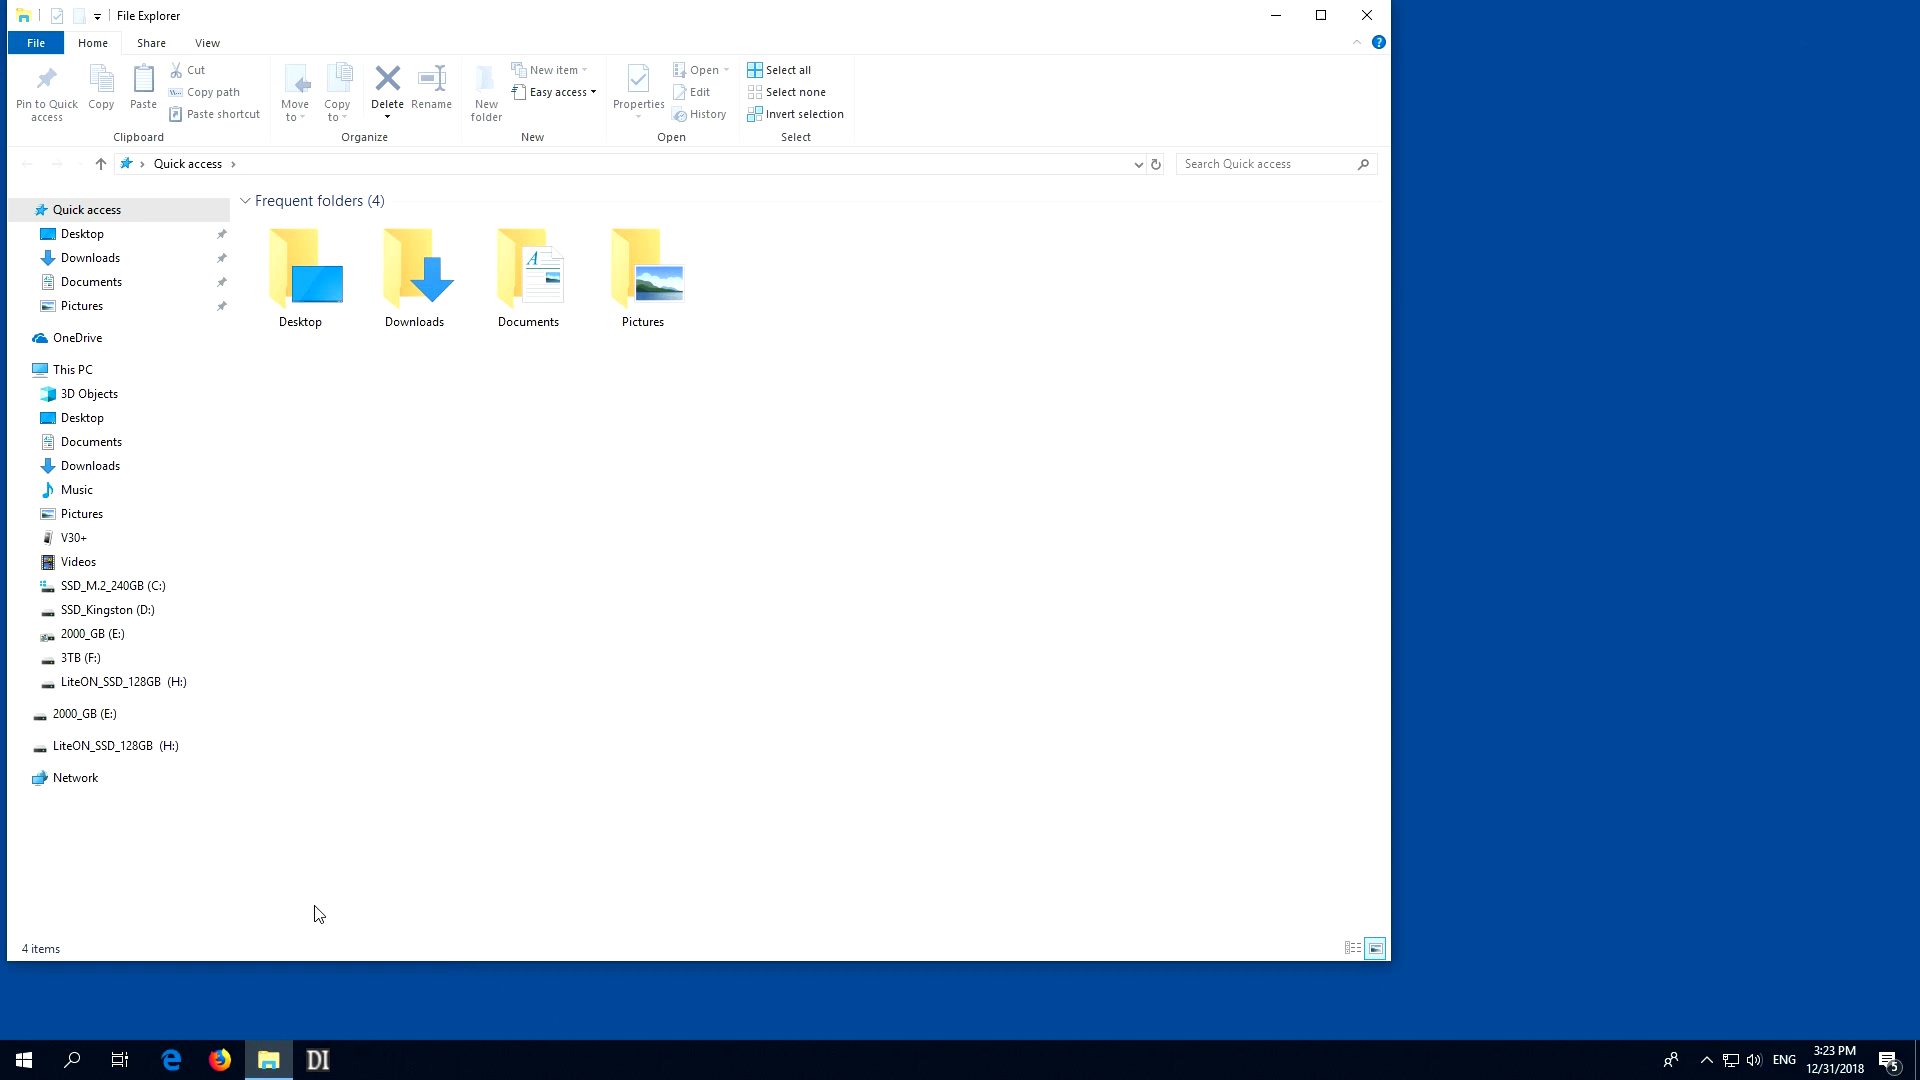 File Explorer
File Home Share View
Pin to Quick access
Copy
Paste
Cut
Copy path
Paste shortcut
Clipboard
Move to
Copy to
Delete
Rename
Organize
New folder
New item
Easy access
New
Properties
Open
Edit
History
Open
Select all
Select none
Invert selection
Select
Quick access
Search Quick access
Quick access
Desktop
Downloads
Documents
Pictures
OneDrive
This PC
3D Objects
Desktop
Documents
Downloads
Music
Pictures
V30+
Videos
SSD_M.2_240GB (C:)
SSD_Kingston (D:)
2000_GB (E:)
3TB (F:)
LiteON_SSD_128GB (H:)
2000_GB (E:)
LiteON_SSD_128GB (H:)
Network
Frequent folders (4)
Desktop
Downloads
Documents
Pictures
4 items
DI
ENG
3:23 PM
12/31/2018
5